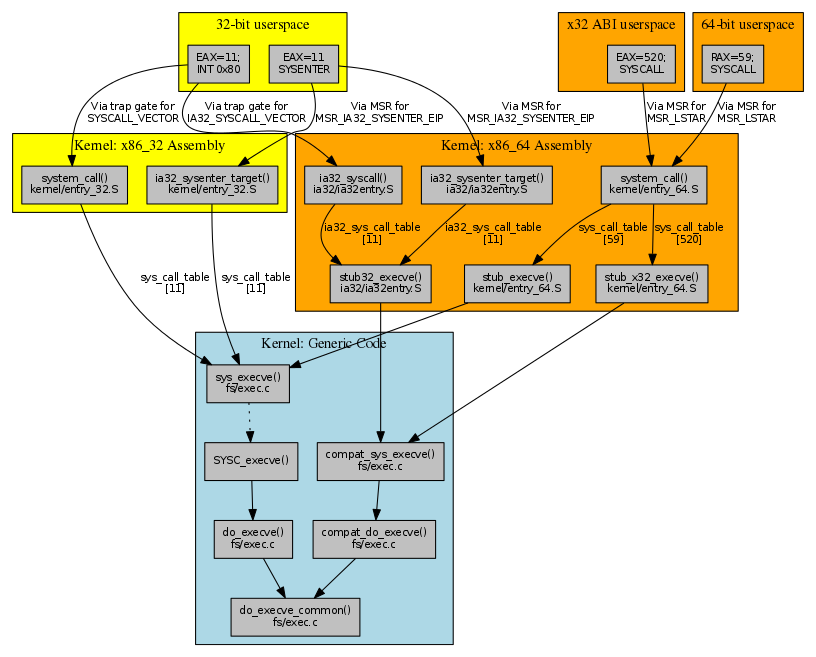 32-bit userspace
x32 ABI userspace
64-bit userspace
EAX=11;
INT 0x80
EAX=11
SYSENTER
EAX=520;
SYSCALL
RAX=59;
SYSCALL
Via trap gate for
SYSCALL_VECTOR
Via trap gate for
IA32_SYSCALL_VECTOR
Via MSR for
MSR_IA32_SYSENTER_EIP
Via MSR for
MSR_IA32_SYSENTER_EIP
Via MSR for
MSR_LSTAR
Via MSR for
MSR_LSTAR
Kernel: x86_32 Assembly
Kernel: x86_64 Assembly
system_call()
kernel/entry_32.S
ia32_sysenter_target()
kernel/entry_32.S
ia32_syscall()
ia32/ia32entry.S
ia32_sysenter_target()
ia32/ia32entry.S
system_call()
kernel/entry_64.S
ia32_sys_call_table
[11]
ia32_sys_call_table
[11]
sys_call_table
[59]
sys_call_table
[520]
sys_call_table
[11]
sys_call_table
[11]
stub32_execve()
ia32/ia32entry.S
stub_execve()
kernel/entry_64.S
stub_x32_execve()
kernel/entry_64.S
Kernel: Generic Code
sys_execve()
fs/exec.c
SYSC_execve()
compat_sys_execve()
fs/exec.c
do_execve()
fs/exec.c
compat_do_execve()
fs/exec.c
do_execve_common()
fs/exec.c